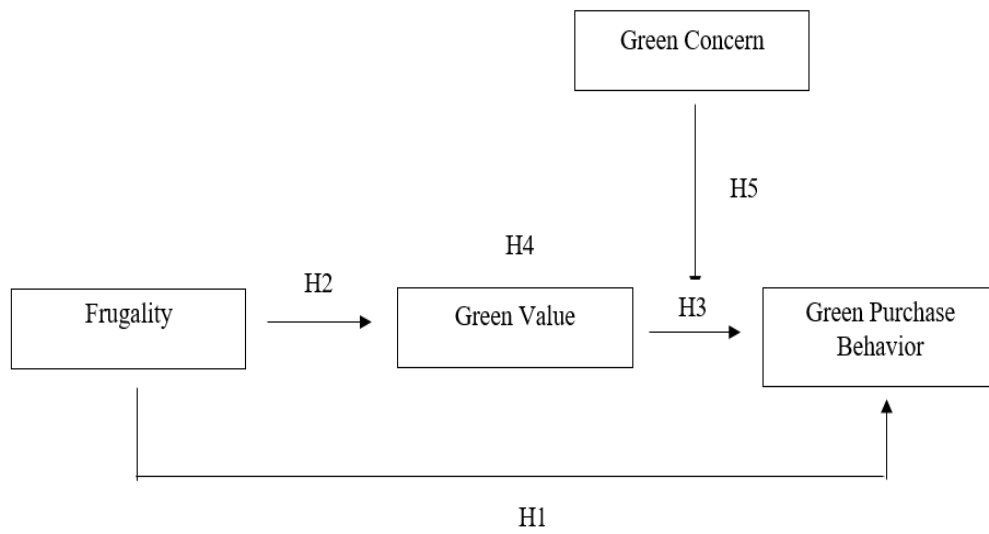 Green Concern
H5
H4
H2
H3
Frugality
Green Value
Green Purchase
Behavior
H1